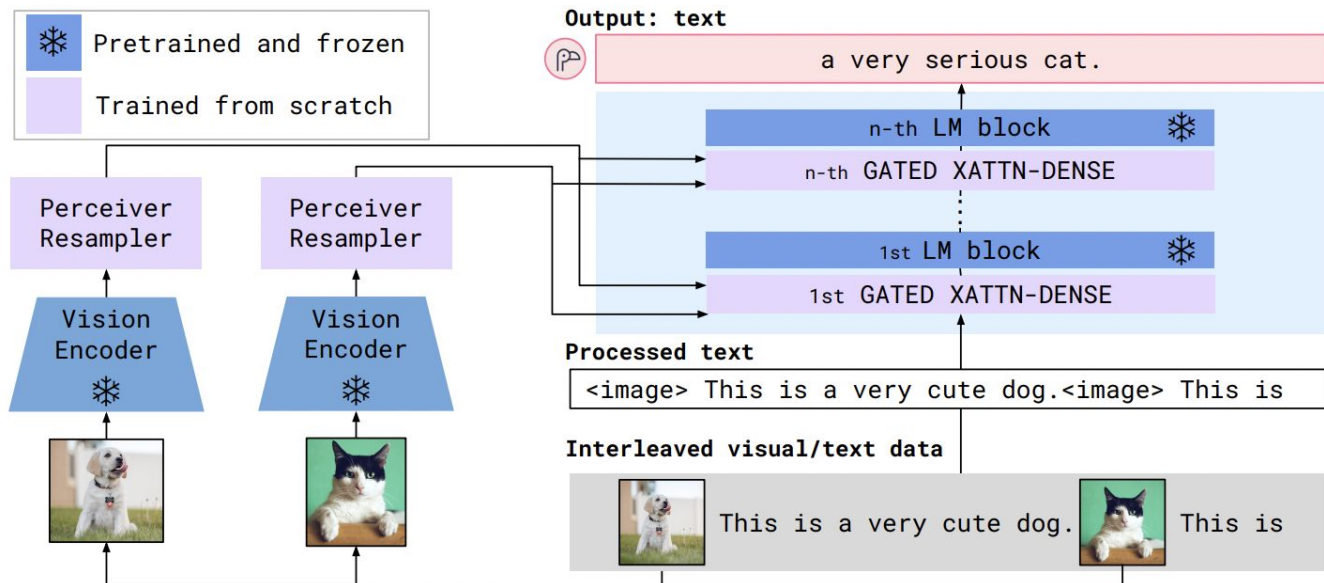 Pretrained and frozen
Trained from scratch
Perceiver
Resampler
Perceiver
Resampler
Vision
Encoder
Vision
Encoder
Output: text
a very serious cat.
n-th LM block
n-th GATED XATTN-DENSE
1st LM block
1st GATED XATTN-DENSE
Processed text
<image> This is a very cute dog.<image> This is
Interleaved visual/text data
This is a very cute dog.
This is